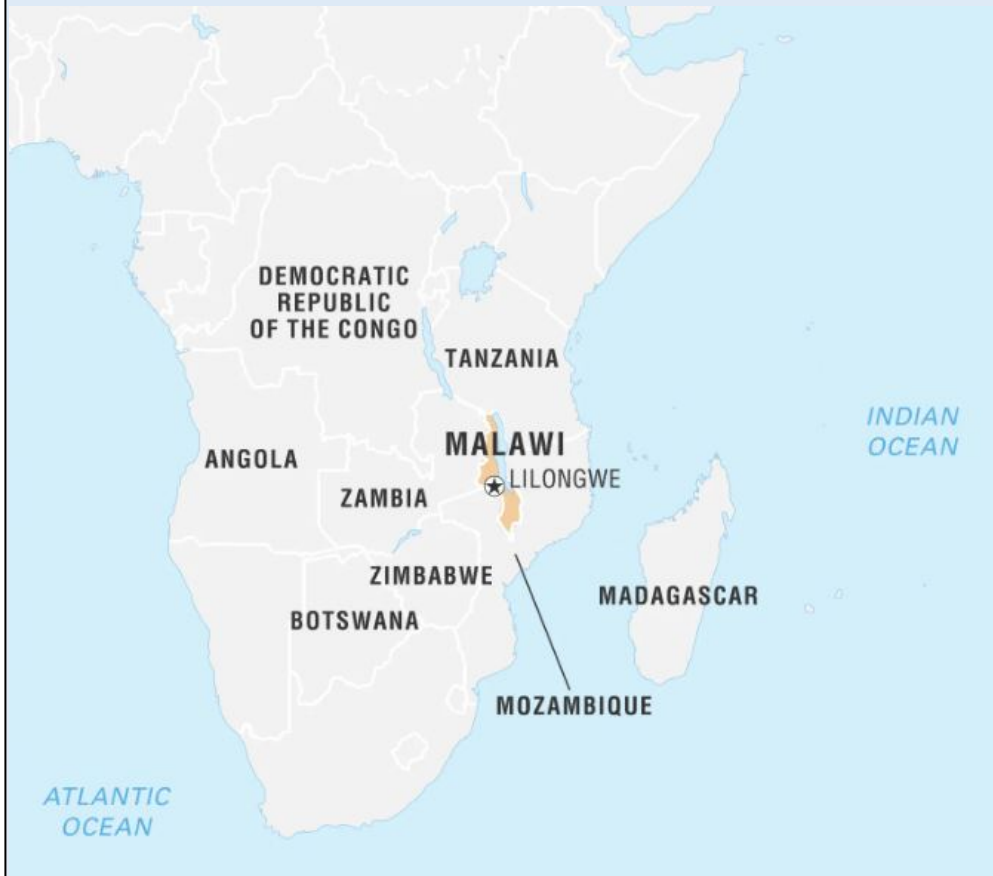 DEMOCRATIC
REPUBLIC
OF THE CONGO
TANZANIA
INDIAN
OCEAN
MALAWI
ANGOLA
LILONGWE
ZAMBIA
ZIMBABWE
MADAGASCAR
BOTSWANA
MOZAMBIQUE
ATLANTIC
OCEAN